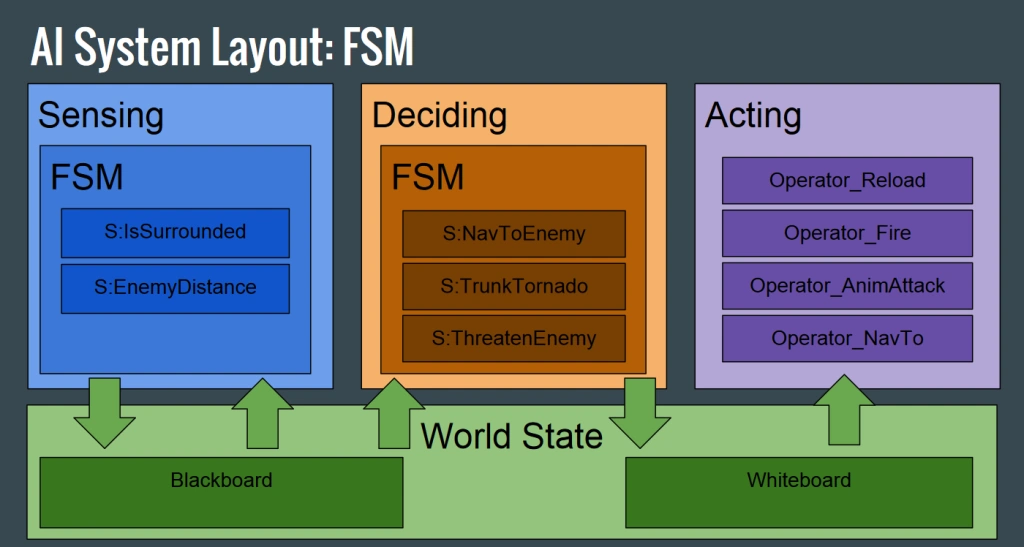 AI System Layout: FSM
Sensing
FSM
S:IsSurrounded
S:EnemyDistance
Deciding
FSM
S:NavToEnemy
S:TrunkTornado
S:ThreatenEnemy
Acting
Operator_Reload
Operator_Fire
Operator_AnimAttack
Operator_NavTo
World State
Blackboard
Whiteboard